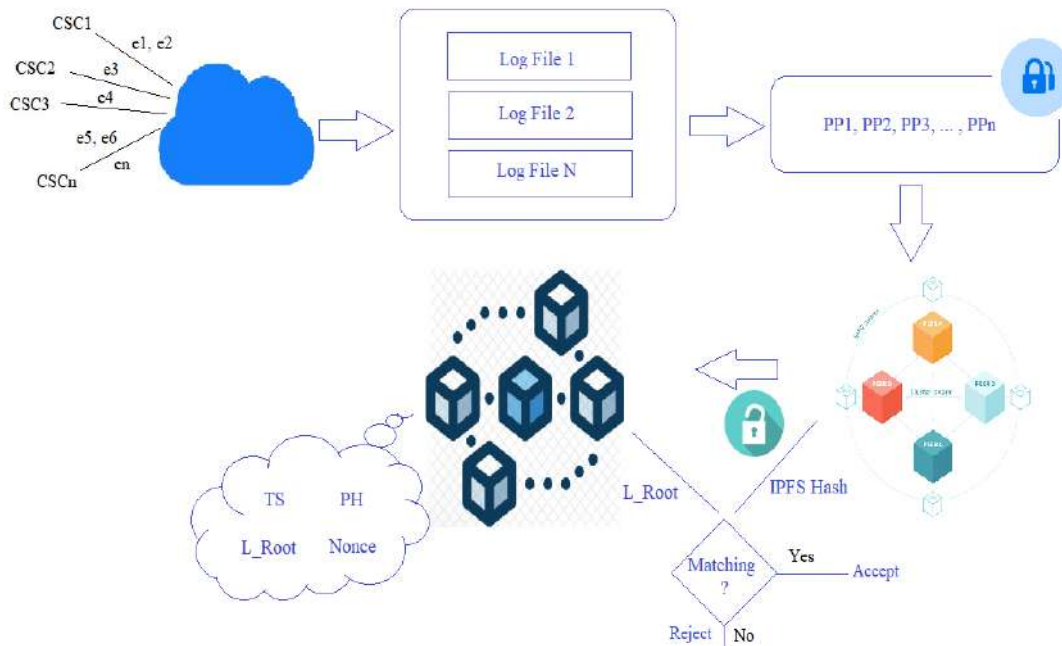 CSC1
e1, e2
CSC2
e3
CSC3
e4
e5, e6
en
CSCn
Log File 1
Log File 2
Log File N
PP1, PP2, PP3, ... , PPn
TS PH
L_Root Nonce
L_Root
IPFS Hash
Matching
?
Yes
Accept
Reject
No